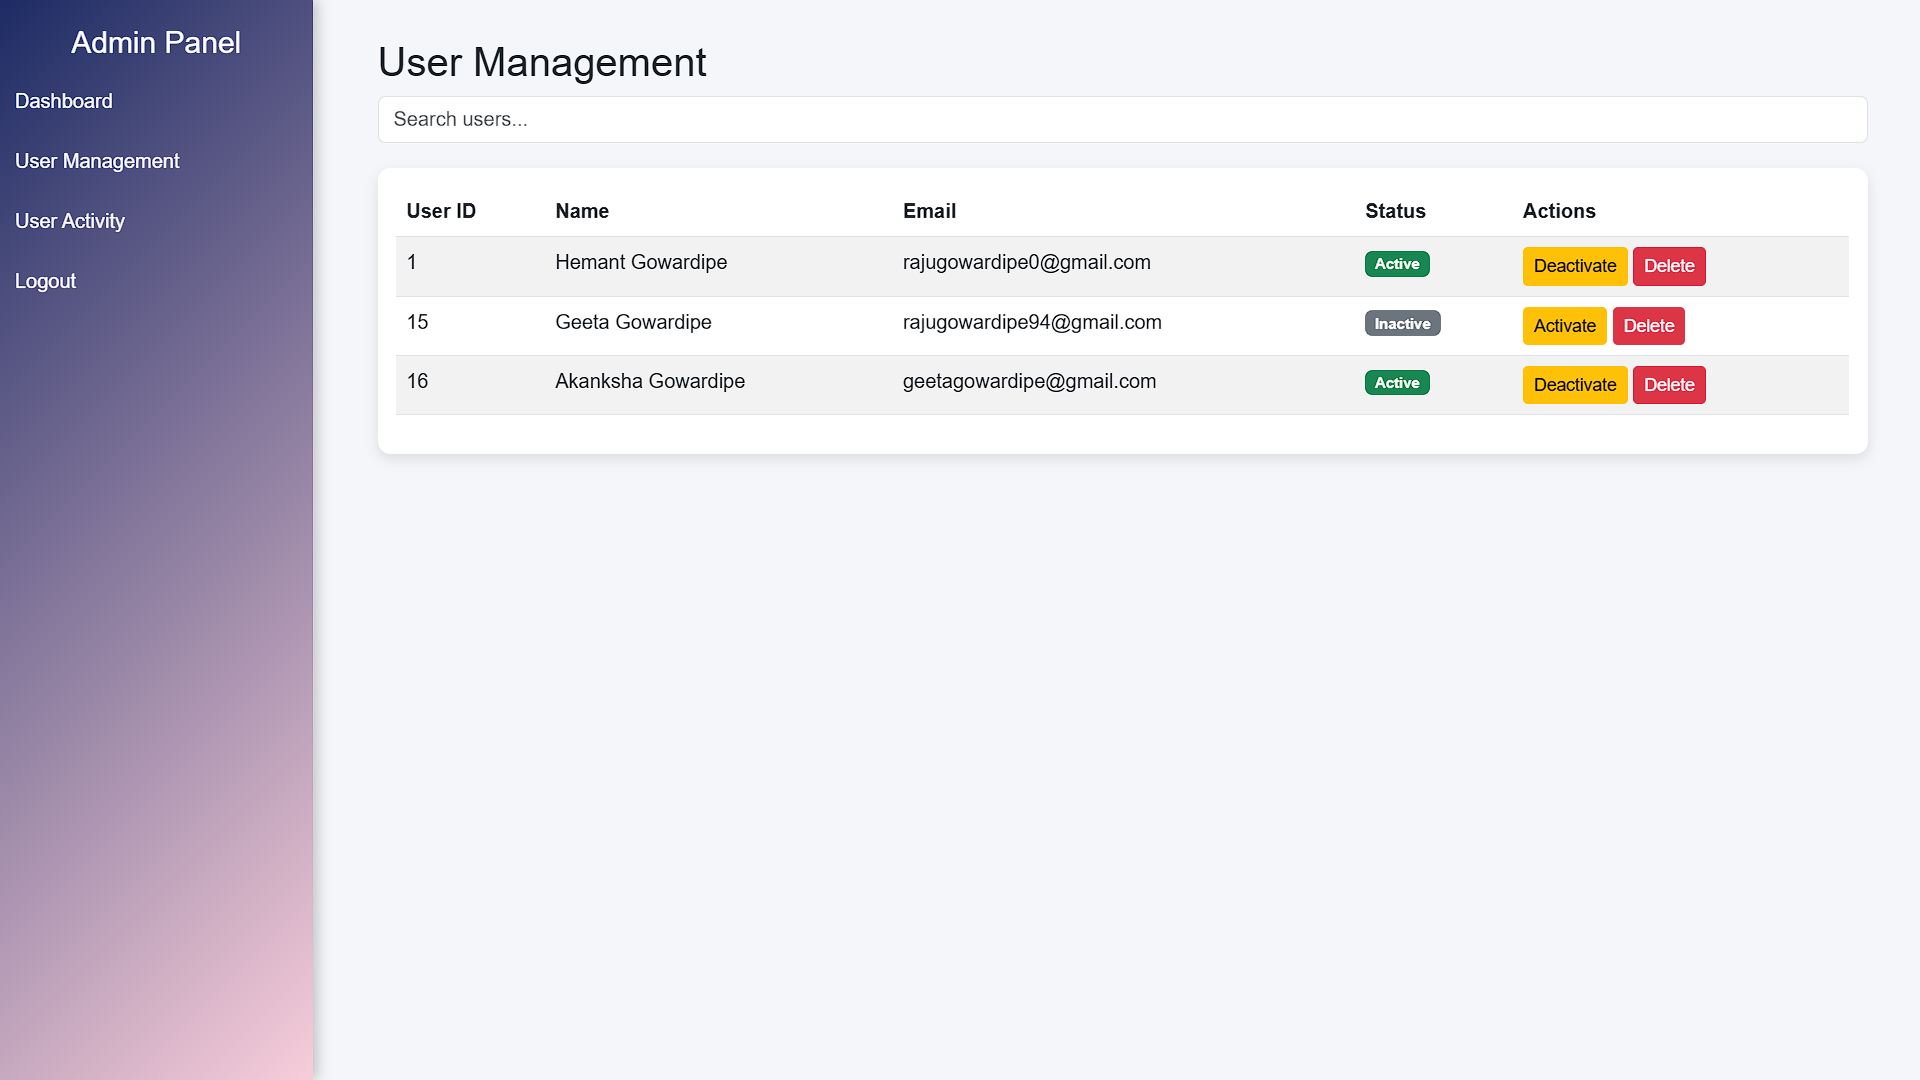 Admin Panel
Dashboard
User Management
User Activity
Logout
User Management
Search users...
User ID Name Email Status Actions
1 Hemant Gowardipe rajugowardipe0@gmail.com Active Deactivate Delete
15 Geeta Gowardipe rajugowardipe94@gmail.com Inactive Activate Delete
16 Akanksha Gowardipe geetagowardipe@gmail.com Active Deactivate Delete